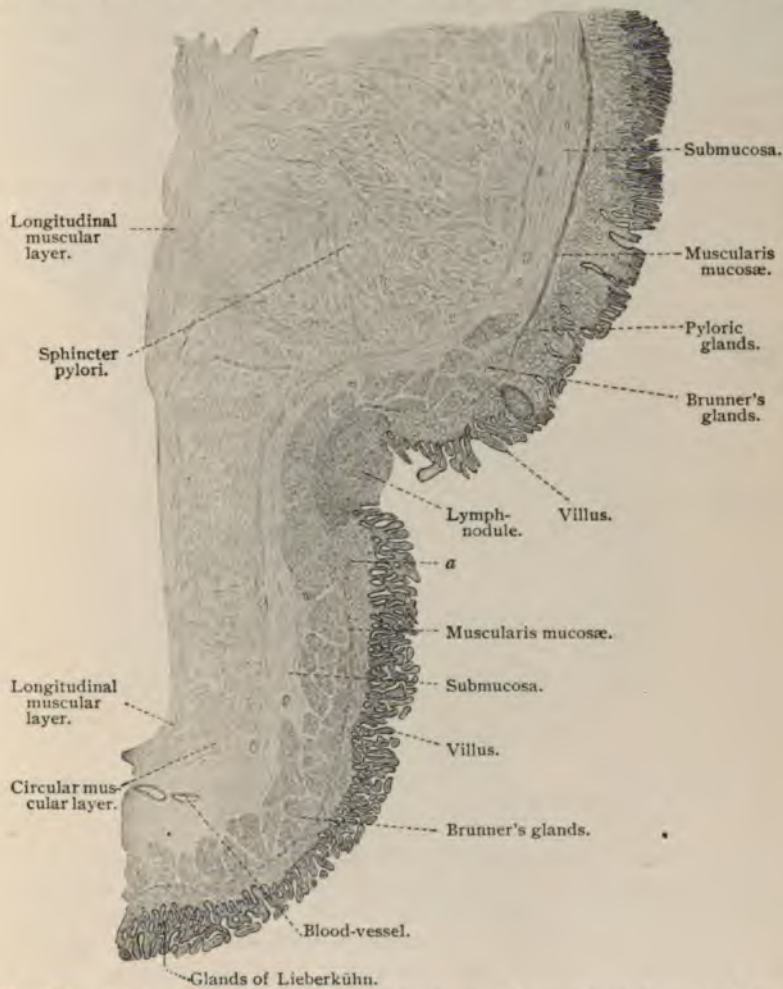 Submucosa.
Longitudinal
muscular
layer.
Muscularis
mucosæ.
Sphincter
pylori.
Pyloric
glands.
Brunner's
glands.
Lymph-
nodule.
Villus.
a
Muscularis mucosæ.
Longitudinal
muscular
layer.
Submucosa.
Villus.
Circular mus-
cular layer.
Brunner's glands.
Blood-vessel.
Glands of Lieberkühn.